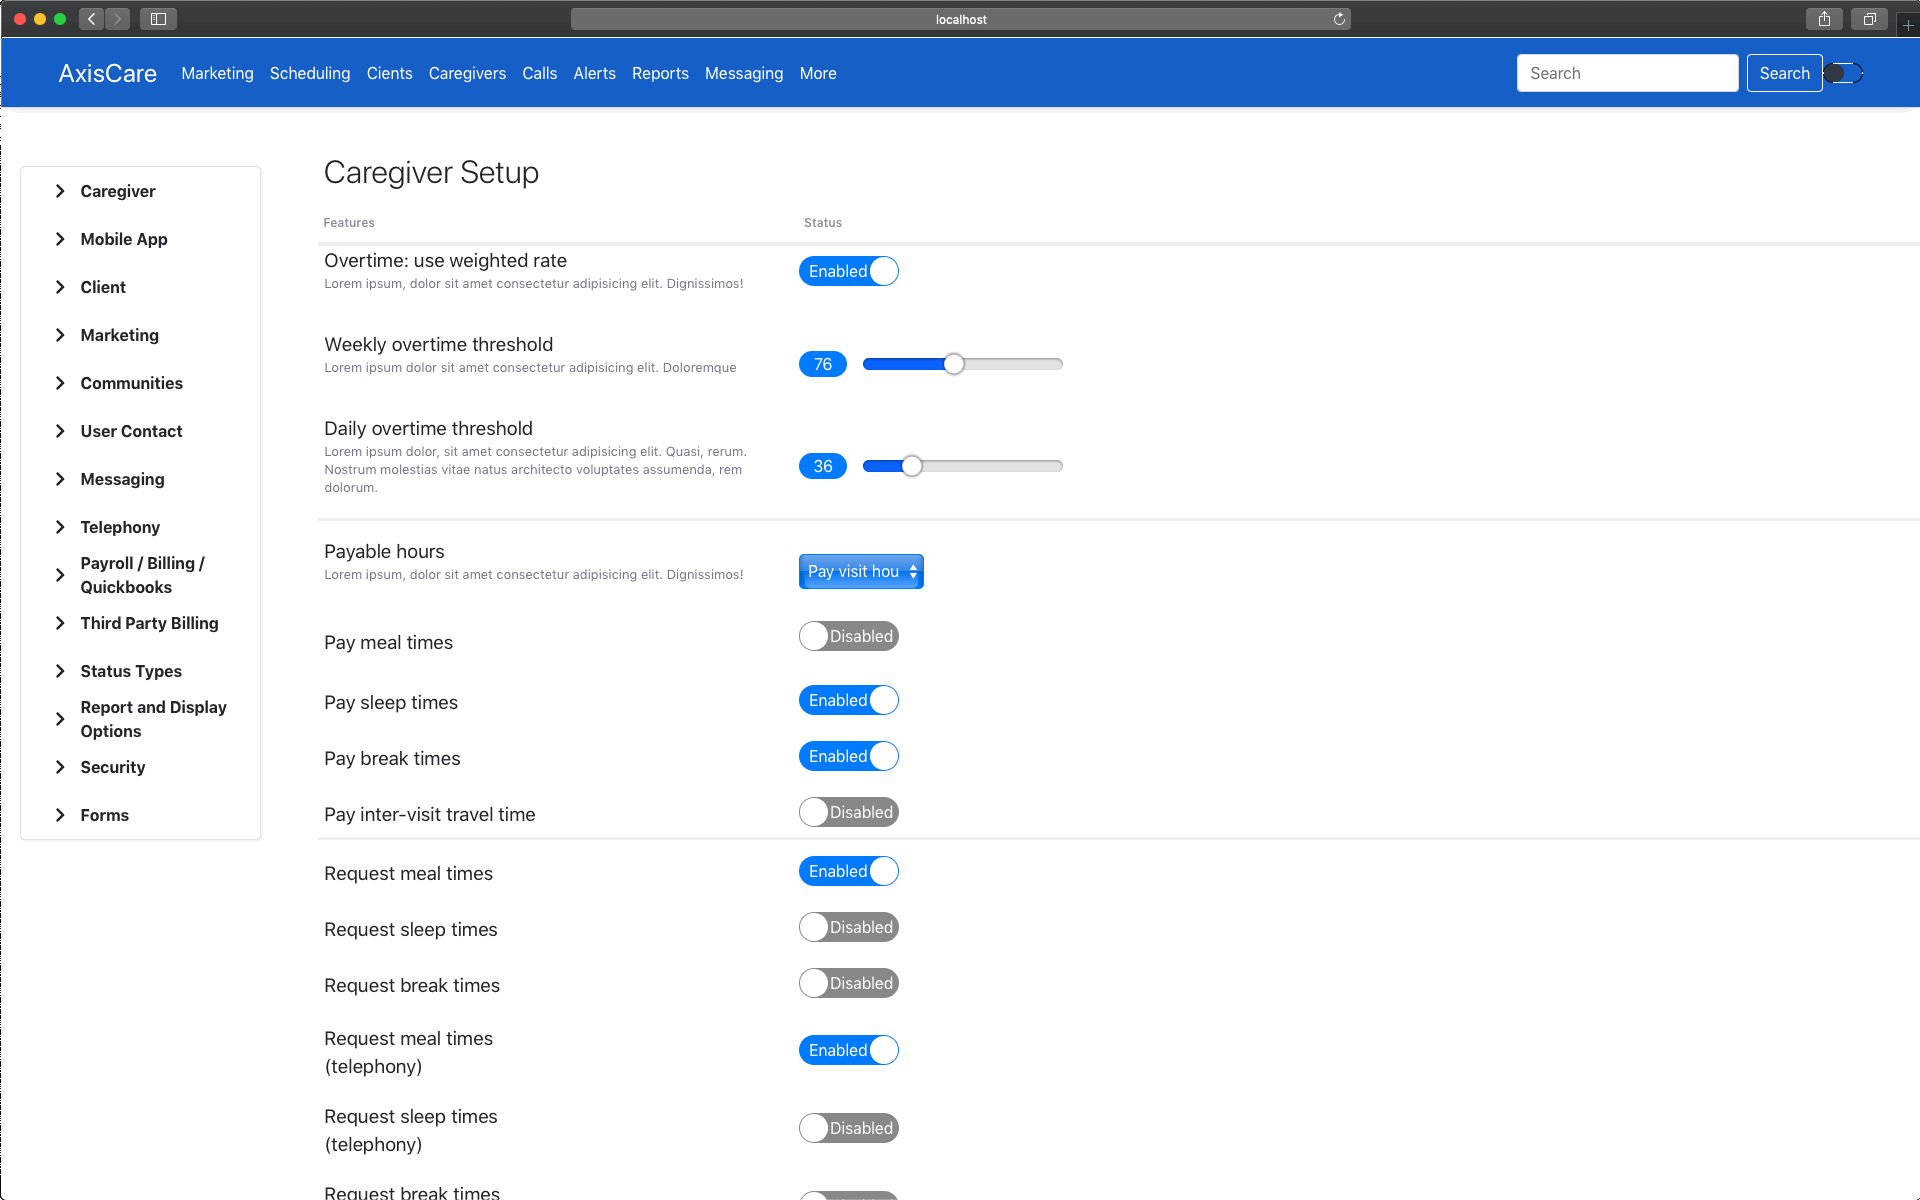 localhost
AxisCare Marketing Scheduling Cients Caregivers Calls Alerts Reports Messaging More Search Search
Caregiver
Mobile App
Client
Marketing
Communities
User Contact
Messaging
Telephony
Payroll / Billing /
Quickbooks
Third Party Billing
Status Types
Report and Display
Options
Security
Forms
Caregiver Setup
Features Status
Overtime: use weighted rate Enabled
Lorem ipsum, dolor sit amet consectetur adipisicing elit. Dignissimos!
Weekly overtime threshold
Lorem ipsum dolor sit amet consectetur adipisicing elit. Doloremque
76
Daily overtime threshold
Lorem ipsum dolor, sit amet consectetur adipisicing elit. Quasi, rerum.
Nostrum molestias vitae natus architecto voluptates assumenda, rem
dolorum.
36
Payable hours
Lorem ipsum, dolor sit amet consectetur adipisicing elit. Dignissimos!
Pay visit hou
Pay meal times Disabled
Pay sleep times Enabled
Pay break times Enabled
Pay inter-visit travel time Disabled
Request meal times Enabled
Request sleep times Disabled
Request break times Disabled
Request meal times
(telephony)
Enabled
Request sleep times
(telephony)
Disabled
Request break times